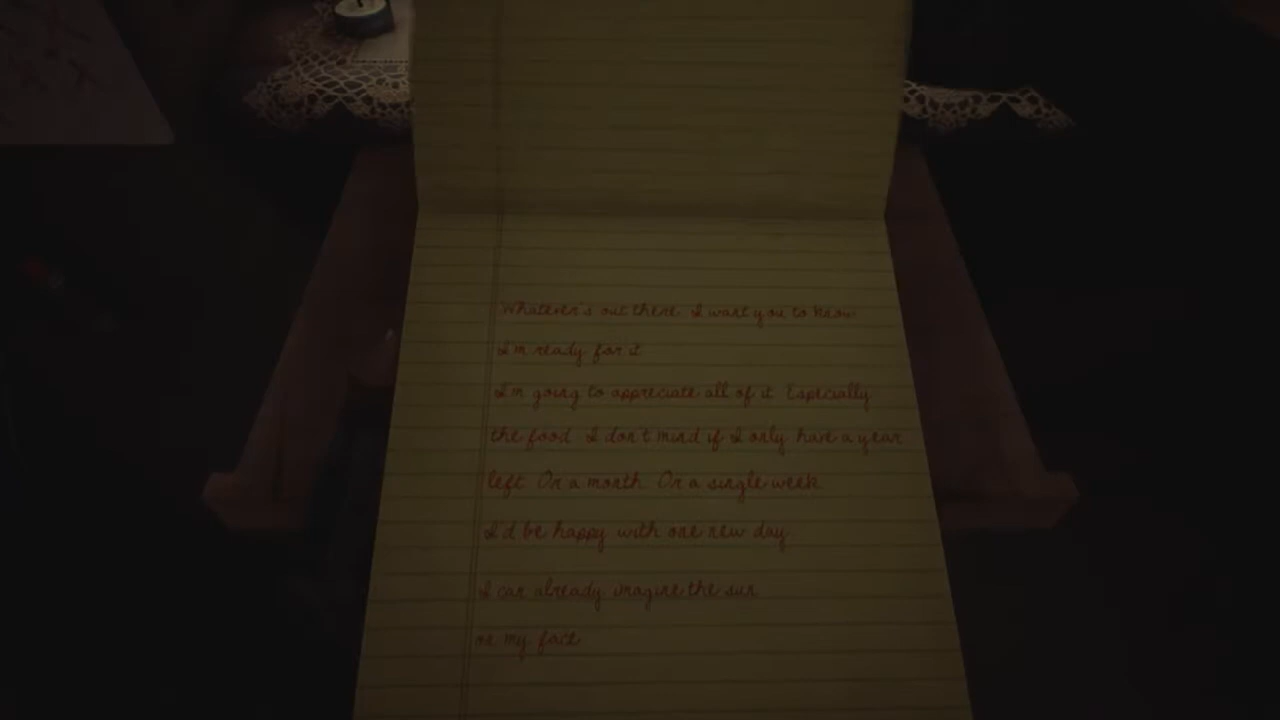 Whatever's out there. I want you to know
I'm ready for it.
I'm going to appreciate all of it. Especially
the food. I don't mind if I only have a year
left. Or a month. Or a single week.
I'd be happy with one new day.
I can already imagine the sun
on my face.